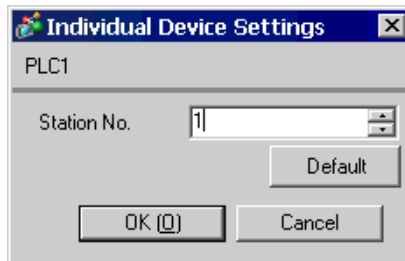 Individual Device Settings
PLC1
Station No. 1
Default
OK (O) Cancel